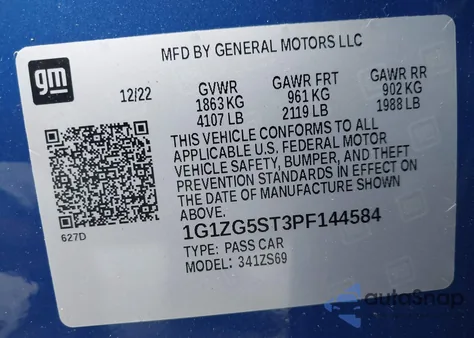 gm
MFD BY GENERAL MOTORS LLC
12/22
GVWR GAWR FRT GAWR RR
1863 KG 961 KG 902 KG
4107 LB 2119 LB 1988 LB
THIS VEHICLE CONFORMS TO ALL
APPLICABLE U.S. FEDERAL MOTOR
VEHICLE SAFETY, BUMPER, AND THEFT
PREVENTION STANDARDS IN EFFECT ON
THE DATE OF MANUFACTURE SHOWN
ABOVE.
627D
1G1ZG5ST3PF144584
TYPE: PASS CAR
MODEL: 341ZS69
autoSnap